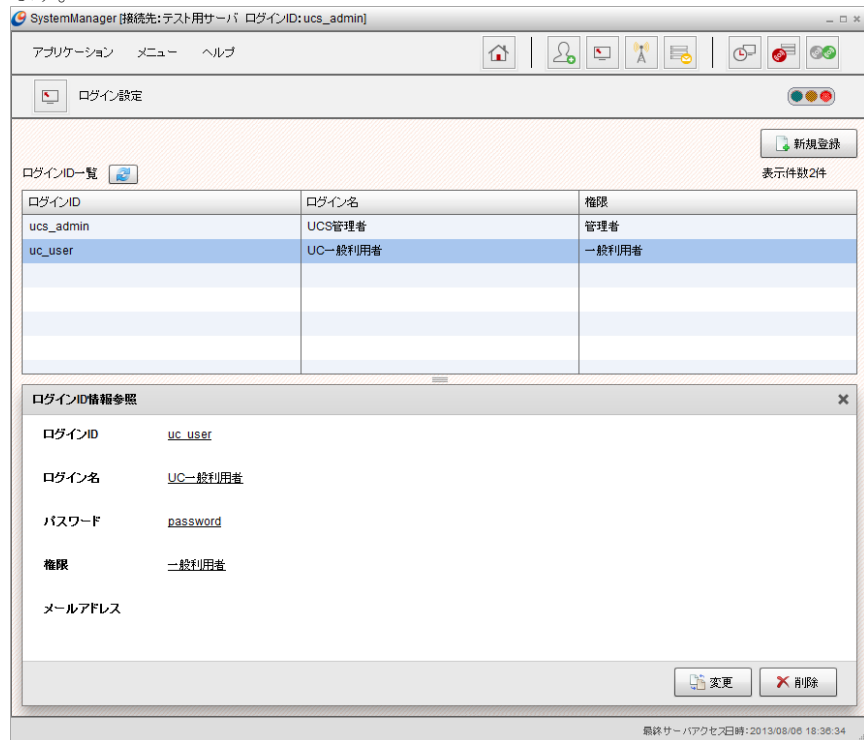 SystemManager [接続先:テスト用サーバ ログインID:ucs_admin]
アプリケーション メニュー ヘルプ
ログイン設定
新規登録
ログインID一覧
表示件数2件
ログインID ログイン名 権限
ucs_admin UCS管理者 管理者
uc_user UC一般利用者 一般利用者
ログインID情報参照
ログインID uc_user
ログイン名 UC一般利用者
パスワード password
権限 一般利用者
メールアドレス
変更 削除
最終サーバアクセス日時:2013/08/06 18:36:34